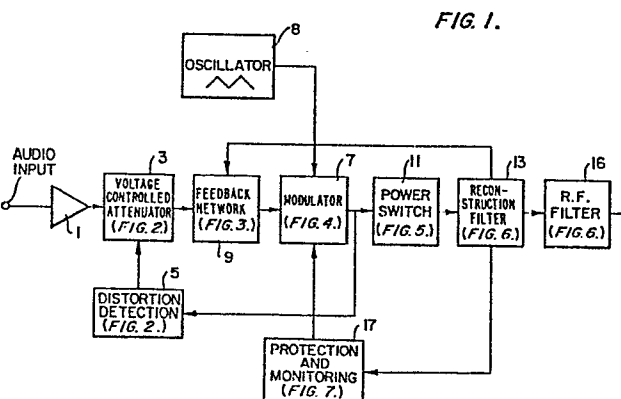 FIG. 1.
8
OSCILLATOR
AUDIO
INPUT
1
3
VOLTAGE
CONTROLLED
ATTENUATOR
(FIG. 2)
FEEDBACK
NETWORK
(FIG. 3.)
9
7
MODULATOR
(FIG. 4.)
11
POWER
SWITCH
(FIG. 5.)
13
RECON-
STRUCTION
FILTER
(FIG. 6.)
16
R.F.
FILTER
(FIG. 6.)
5
DISTORTION
DETECTION
(FIG. 2.)
17
PROTECTION
AND
MONITORING
(FIG. 7.)